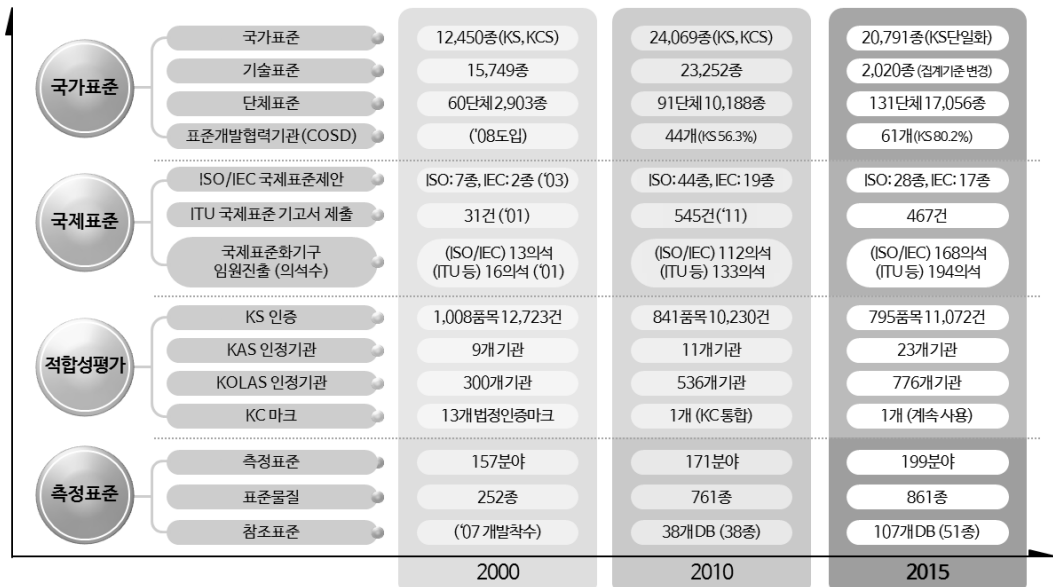 국가표준
국가표준 12,450종(KS, KCS) 24,069종(KS, KCS) 20,791종(KS단일화)
기술표준 15,749종 23,252종 2,020종 (집계기준 변경)
단체표준 60단체 2,903종 91단체 10,188종 131단체 17,056종
표준개발협력기관(COSD) ('08도입) 44개(KS 56.3%) 61개(KS 80.2%)
국제표준
ISO/IEC 국제표준제안 ISO: 7종, IEC: 2종 ('03) ISO: 44종, IEC: 19종 ISO: 28종, IEC: 17종
ITU 국제표준 기고서 제출 31건 ('01) 545건 ('11) 467건
국제표준화기구 (ISO/IEC) 13의석 (ISO/IEC) 112의석 (ISO/IEC) 168의석
임원진출 (의석수) (ITU 등) 16의석 ('01) (ITU 등) 133의석 (ITU 등) 194의석
적합성평가
KS 인증 1,008품목 12,723건 841품목 10,230건 795품목 11,072건
KAS 인정기관 9개 기관 11개 기관 23개 기관
KOLAS 인정기관 300개 기관 536개 기관 776개 기관
KC 마크 13개 법정인증마크 1개 (KC 통합) 1개 (계속 사용)
측정표준
측정표준 157분야 171분야 199분야
표준물질 252종 761종 861종
참조표준 ('07 개발착수) 38개 DB (38종) 107개 DB (51종)
2000 2010 2015